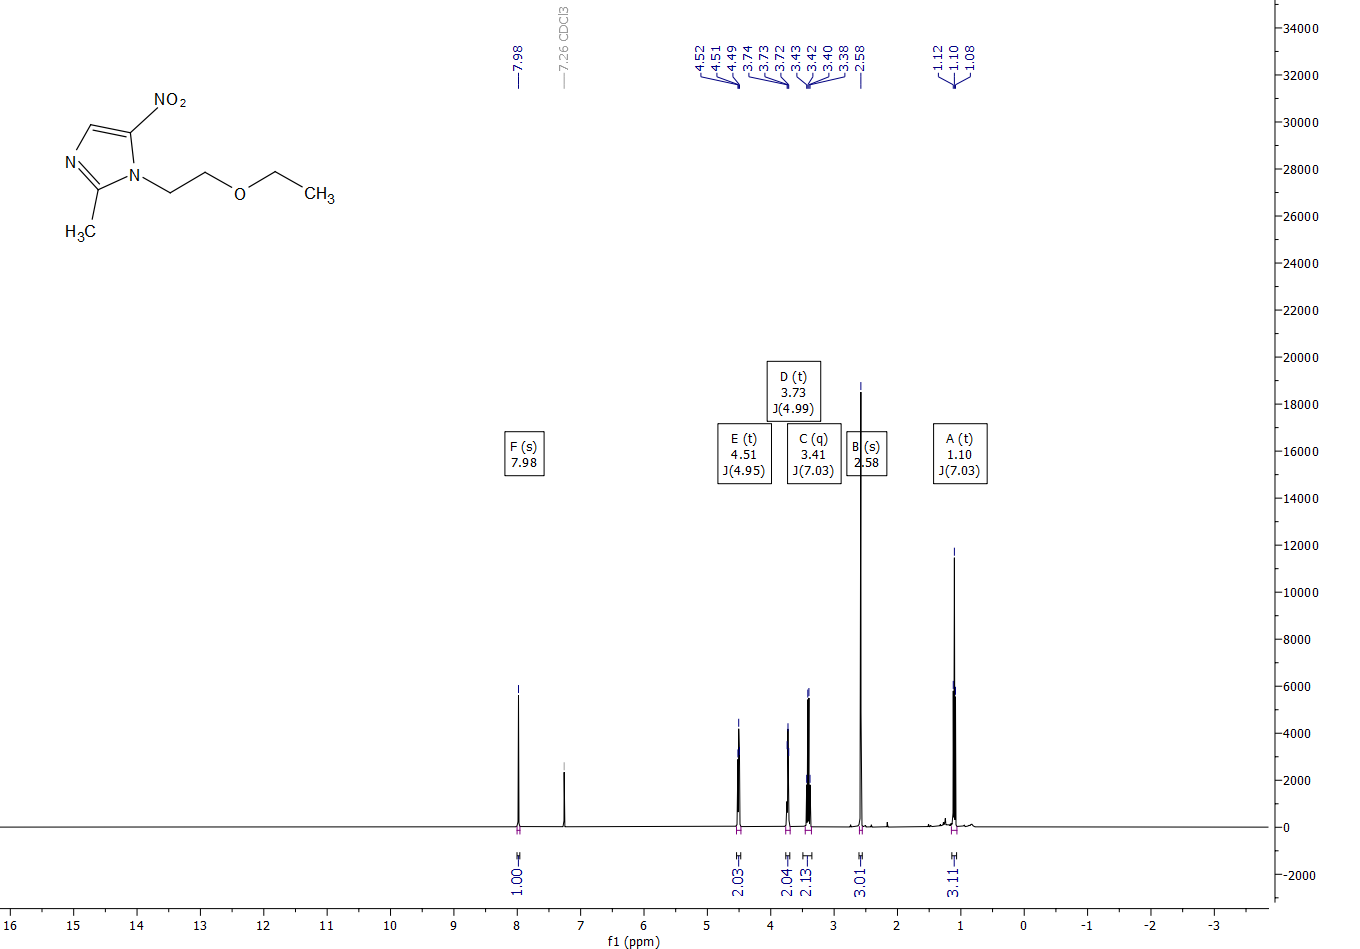 7.98
7.26 CDCl3
4.52
4.51
4.49
3.74
3.73
3.72
3.43
3.42
3.40
3.38
2.58
1.12
1.10
1.08
NO2
N
N
O
CH3
H3C
D (t)
3.73
J(4.99)
F (s)
7.98
E (t)
4.51
J(4.95)
C (q)
3.41
J(7.03)
B (s)
2.58
A (t)
1.10
J(7.03)
34000
32000
30000
28000
26000
24000
22000
20000
18000
16000
14000
12000
10000
8000
6000
4000
2000
0
-2000
1.00
2.03
2.04
2.13
3.01
3.11
16 15 14 13 12 11 10 9 8 7 6 5 4 3 2 1 0 -1 -2 -3
f1 (ppm)